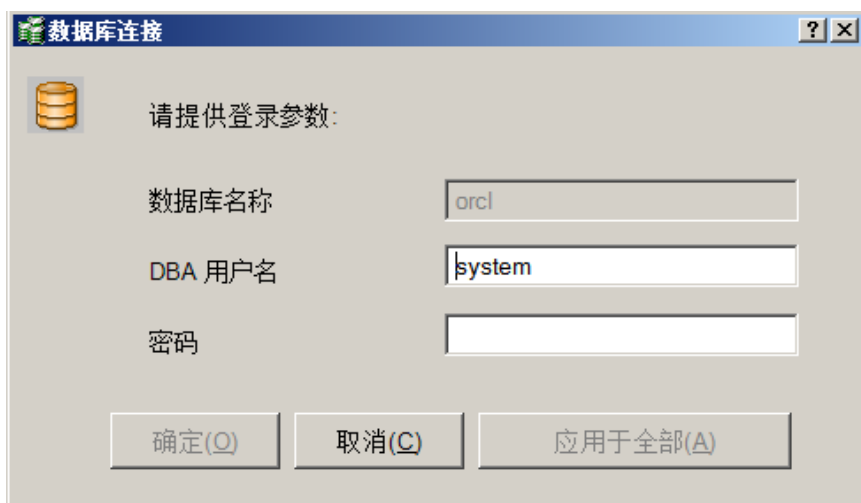 数据库连接
请提供登录参数:
数据库名称 orcl
DBA 用户名 system
密码
确定(O) 取消(C) 应用于全部(A)